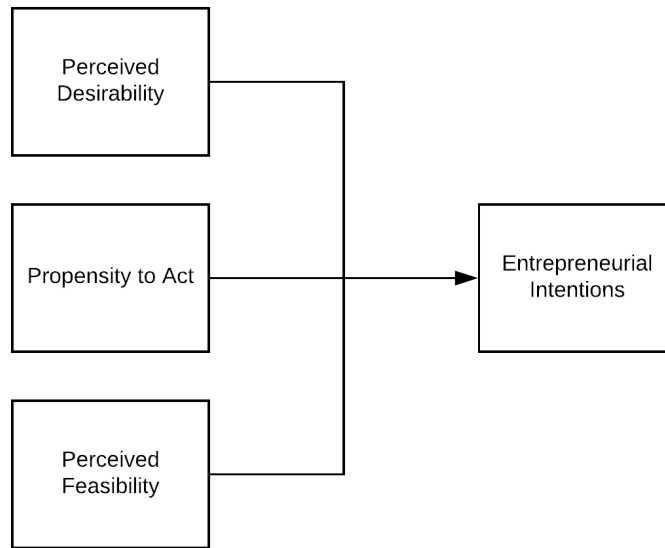 Perceived
Desirability
Propensity to Act
Entrepreneurial
Intentions
Perceived
Feasibility